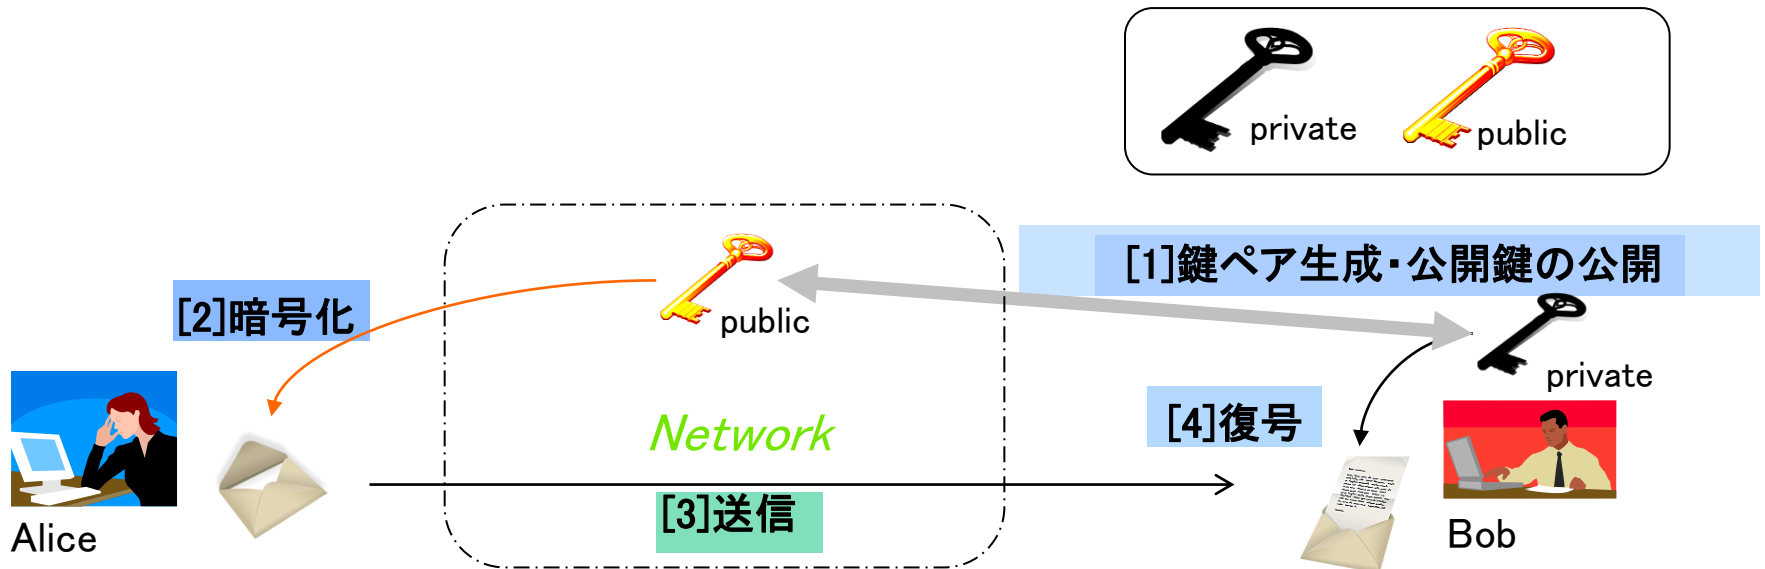 private
public
[1]鍵ペア生成・公開鍵の公開
[2]暗号化
public
private
Network
[4]復号
[3]送信
Alice
Bob